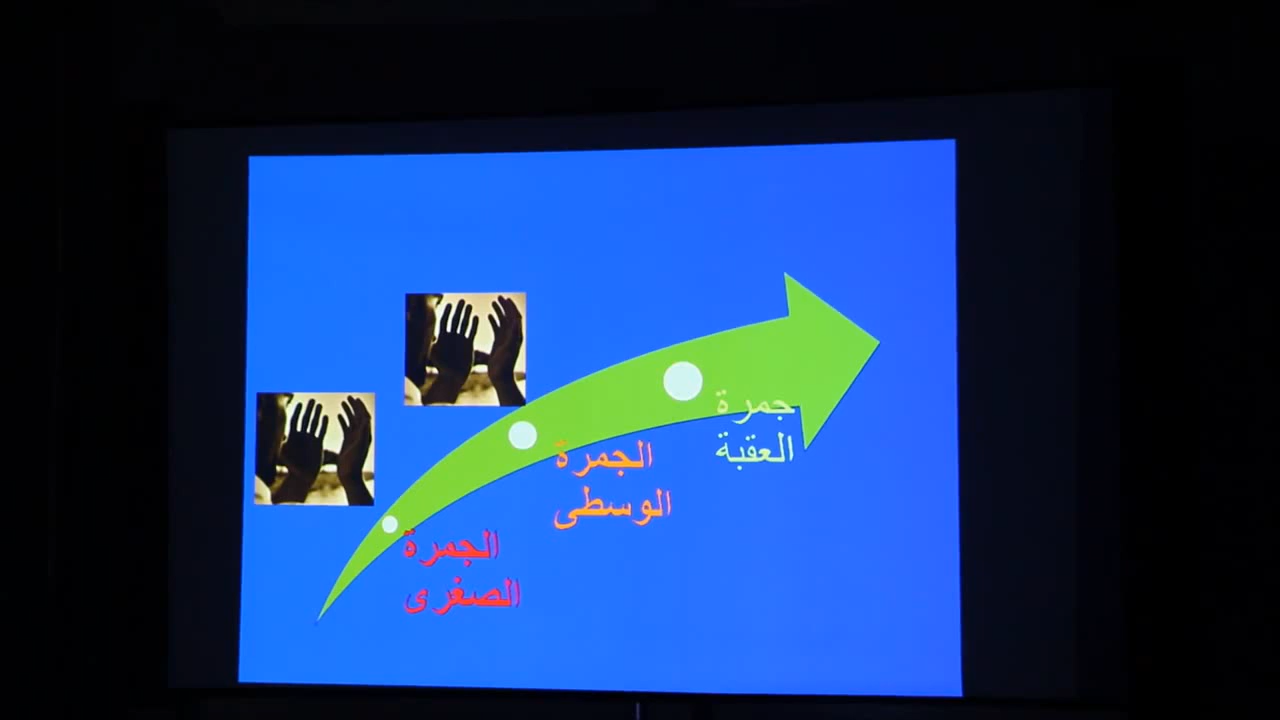 الجمرة
الصغرى
الجمرة
الوسطى
جمرة
العقبة